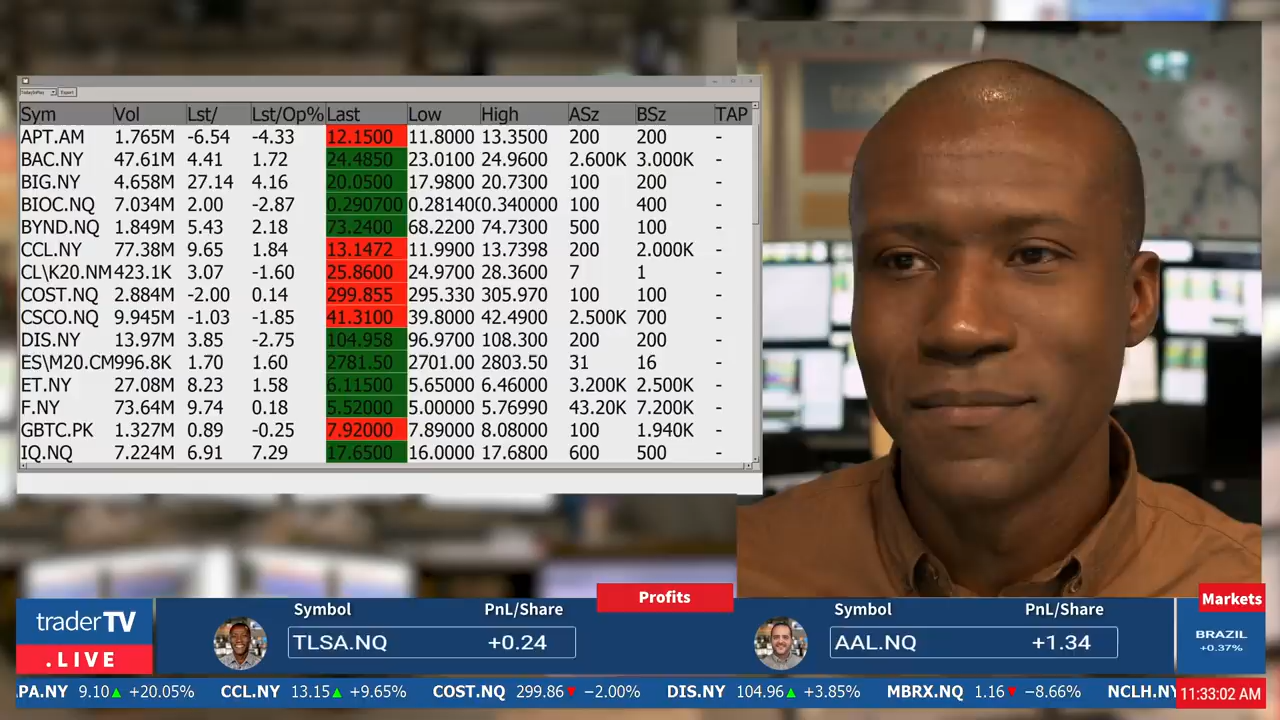 TodayInPlay Export
Sym Vol Lst/ Lst/Op% Last Low High ASz BSz TAP
APT.AM 1.765M -6.54 -4.33 12.1500 11.8000 13.3500 200 200 -
BAC.NY 47.61M 4.41 1.72 24.4850 23.0100 24.9600 2.600K 3.000K -
BIG.NY 4.658M 27.14 4.16 20.0500 17.9800 20.7300 100 200 -
BIOC.NQ 7.034M 2.00 -2.87 0.290700 0.281400 0.340000 100 400 -
BYND.NQ 1.849M 5.43 2.18 73.2400 68.2200 74.7300 500 100 -
CCL.NY 77.38M 9.65 1.84 13.1472 11.9900 13.7398 200 2.000K -
CL\K20.NM 423.1K 3.07 -1.60 25.8600 24.9700 28.3600 7 1 -
COST.NQ 2.884M -2.00 0.14 299.855 295.330 305.970 100 100 -
CSCO.NQ 9.945M -1.03 -1.85 41.3100 39.8000 42.4900 2.500K 700 -
DIS.NY 13.97M 3.85 -2.75 104.958 96.9700 108.300 200 200 -
ES\M20.CM 996.8K 1.70 1.60 2781.50 2701.00 2803.50 31 16 -
ET.NY 27.08M 8.23 1.58 6.11500 5.65000 6.46000 3.200K 2.500K -
F.NY 73.64M 9.74 0.18 5.52000 5.00000 5.76990 43.20K 7.200K -
GBTC.PK 1.327M 0.89 -0.25 7.92000 7.89000 8.08000 100 1.940K -
IQ.NQ 7.224M 6.91 7.29 17.6500 16.0000 17.6800 600 500 -
traderTV
.LIVE
Symbol PnL/Share
TLSA.NQ +0.24
Profits
Symbol PnL/Share
AAL.NQ +1.34
Markets
BRAZIL
+0.37%
.PA.NY 9.10▲ +20.05% CCL.NY 13.15▲ +9.65% COST.NQ 299.86▼ −2.00% DIS.NY 104.96▲ +3.85% MBRX.NQ 1.16▼ −8.66% NCLH.NY
11:33:02 AM